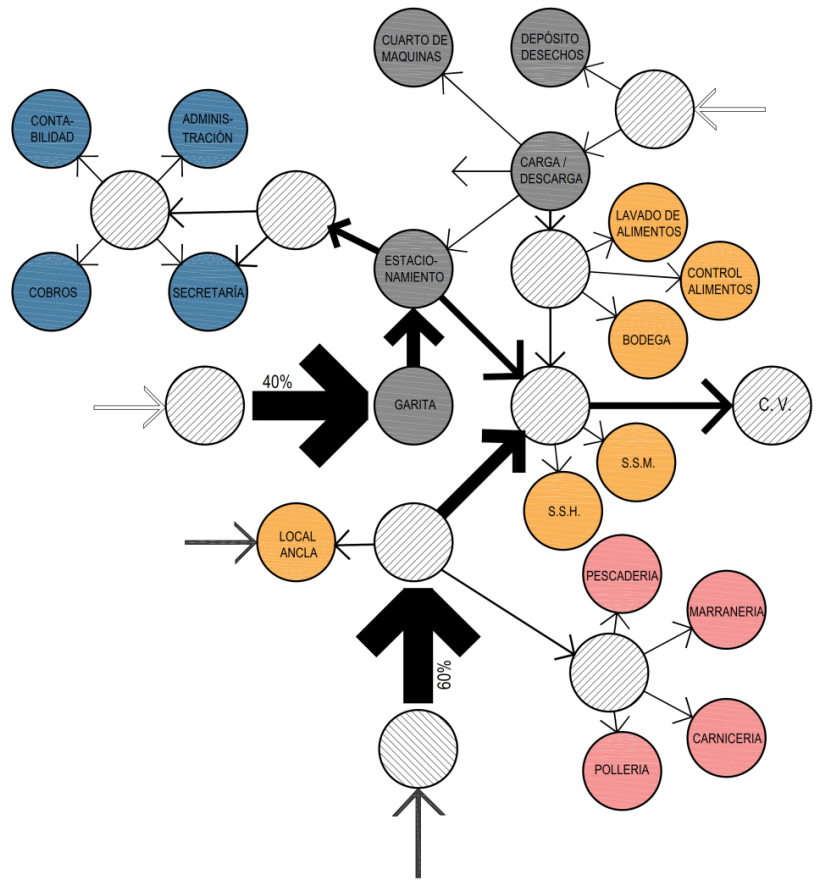 CUARTO DE
MAQUINAS
DEPÓSITO
DESECHOS
CONTA-
BILIDAD
ADMINIS-
TRACIÓN
CARGA /
DESCARGA
LAVADO DE
ALIMENTOS
ESTACIO-
NAMIENTO
CONTROL
ALIMENTOS
COBROS
SECRETARÍA
BODEGA
40%
GARITA
C. V.
S.S.M.
S.S.H.
LOCAL
ANCLA
PESCADERIA
MARRANERIA
60%
CARNICERIA
POLLERIA